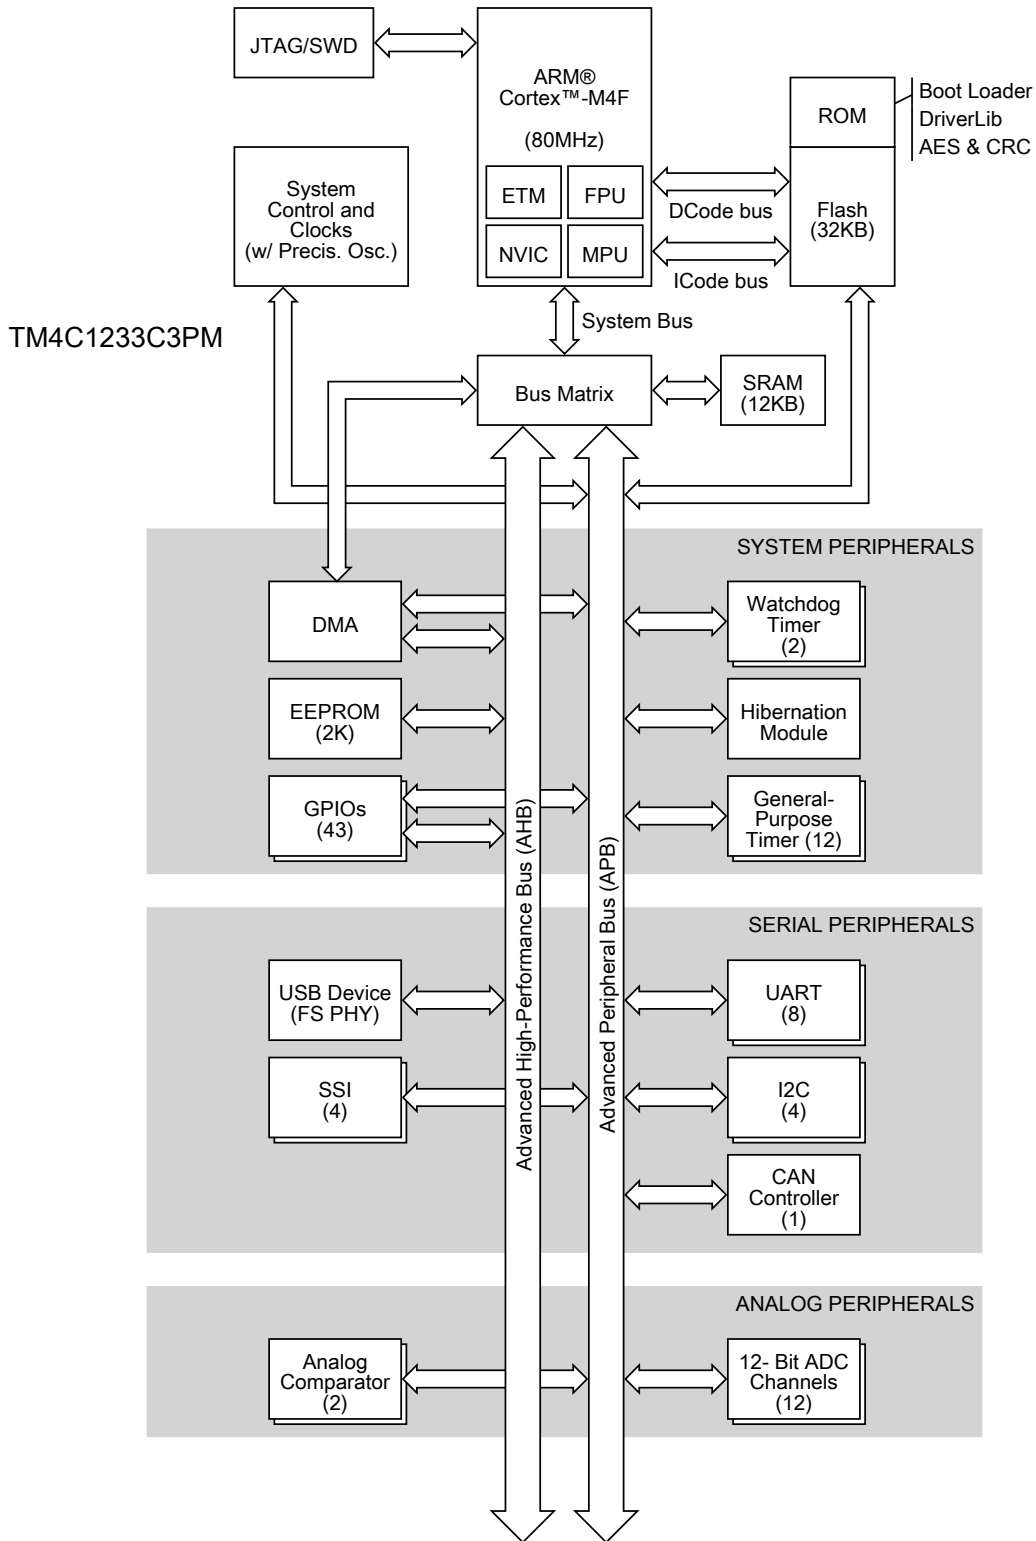 JTAG/SWD
ARM®
Cortex™-M4F
(80MHz)
ETM
FPU
NVIC
MPU
ROM
Boot Loader
DriverLib
AES & CRC
Flash
(32KB)
DCode bus
ICode bus
System
Control and
Clocks
(w/ Precis. Osc.)
TM4C1233C3PM
System Bus
Bus Matrix
SRAM
(12KB)
SYSTEM PERIPHERALS
DMA
Watchdog
Timer
(2)
EEPROM
(2K)
Hibernation
Module
GPIOs
(43)
General-
Purpose
Timer (12)
Advanced High-Performance Bus (AHB)
Advanced Peripheral Bus (APB)
SERIAL PERIPHERALS
USB Device
(FS PHY)
UART
(8)
SSI
(4)
I2C
(4)
CAN
Controller
(1)
ANALOG PERIPHERALS
Analog
Comparator
(2)
12- Bit ADC
Channels
(12)